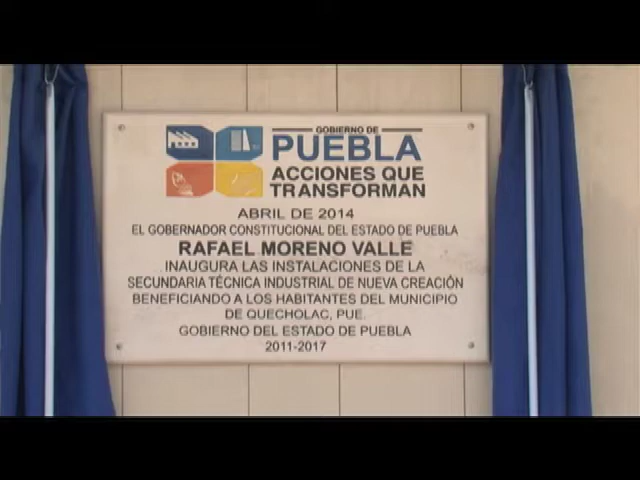 GOBIERNO DE
PUEBLA
ACCIONES QUE
TRANSFORMAN
ABRIL DE 2014
EL GOBERNADOR CONSTITUCIONAL DEL ESTADO DE PUEBLA
RAFAEL MORENO VALLE
INAUGURA LAS INSTALACIONES DE LA
SECUNDARIA TÉCNICA INDUSTRIAL DE NUEVA CREACIÓN
BENEFICIANDO A LOS HABITANTES DEL MUNICIPIO
DE QUECHOLAC, PUE.
GOBIERNO DEL ESTADO DE PUEBLA
2011-2017